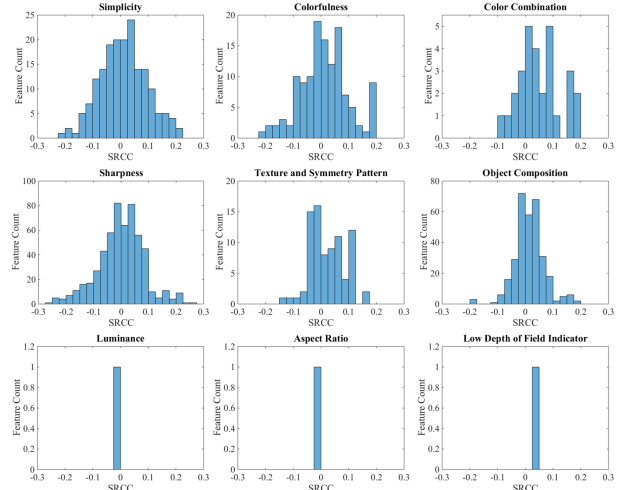 Simplicity
Feature Count
25
20
15
10
5
0
-0.3 -0.2 -0.1 0 0.1 0.2 0.3
SRCC
Colorfulness
Feature Count
20
15
10
5
0
-0.3 -0.2 -0.1 0 0.1 0.2 0.3
SRCC
Color Combination
Feature Count
5
4
3
2
1
0
-0.3 -0.2 -0.1 0 0.1 0.2 0.3
SRCC
Sharpness
Feature Count
100
80
60
40
20
0
-0.3 -0.2 -0.1 0 0.1 0.2 0.3
SRCC
Texture and Symmetry Pattern
Feature Count
20
15
10
5
0
-0.3 -0.2 -0.1 0 0.1 0.2 0.3
SRCC
Object Composition
Feature Count
80
60
40
20
0
-0.3 -0.2 -0.1 0 0.1 0.2 0.3
SRCC
Luminance
Feature Count
1.2
1
0.8
0.6
0.4
0.2
0
-0.3 -0.2 -0.1 0 0.1 0.2 0.3
SRCC
Aspect Ratio
Feature Count
1.2
1
0.8
0.6
0.4
0.2
0
-0.3 -0.2 -0.1 0 0.1 0.2 0.3
SRCC
Low Depth of Field Indicator
Feature Count
1.2
1
0.8
0.6
0.4
0.2
0
-0.3 -0.2 -0.1 0 0.1 0.2 0.3
SRCC